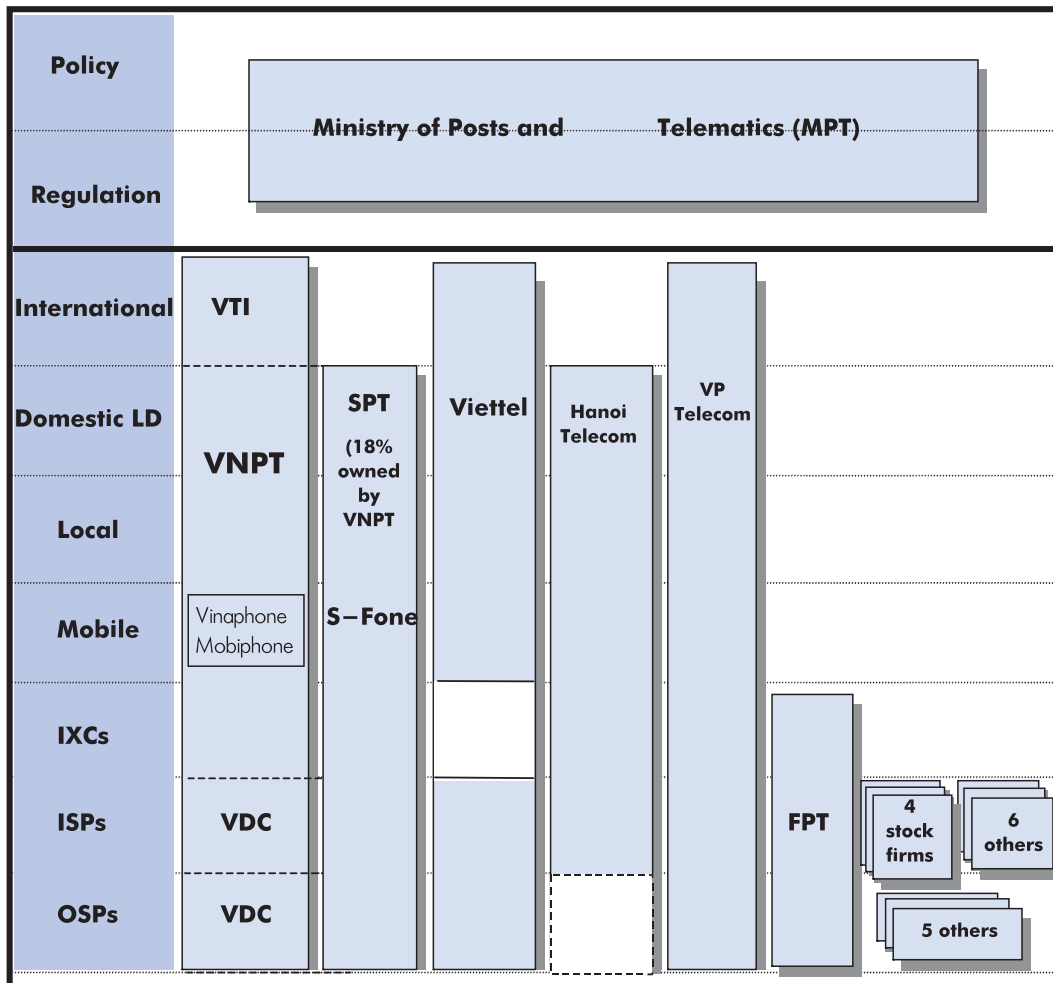 Policy
Ministry of Posts and Telematics (MPT)
Regulation
International
VTI
Domestic LD
VNPT
SPT
(18%
owned
by
VNPT
Viettel
Hanoi
Telecom
VP
Telecom
Local
Mobile
Vinaphone
Mobiphone
S–Fone
IXCs
ISPs
VDC
FPT
4
stock
firms
6
others
OSPs
VDC
5 others